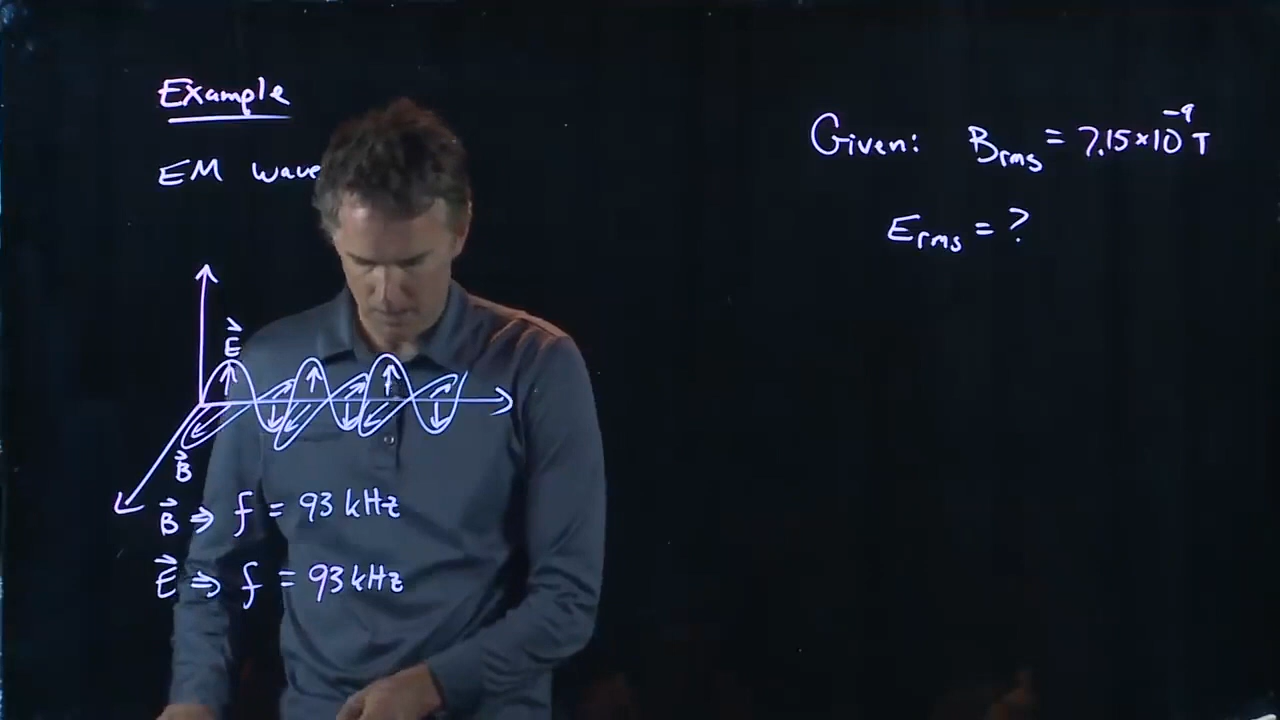 Example
EM wave
E⃗
B⃗
B⃗ ⇒ f = 93 kHz
E⃗ ⇒ f = 93 kHz
Given: Brms = 7.15×10⁻⁹ T
Erms = ?